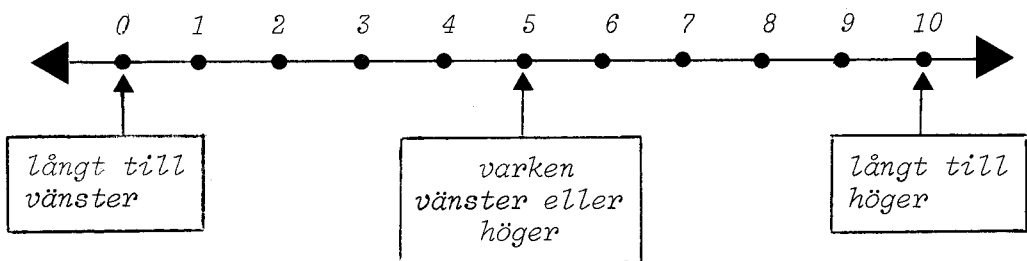 0 1 2 3 4 5 6 7 8 9 10
långt till
vänster
varken
vänster eller
höger
långt till
höger